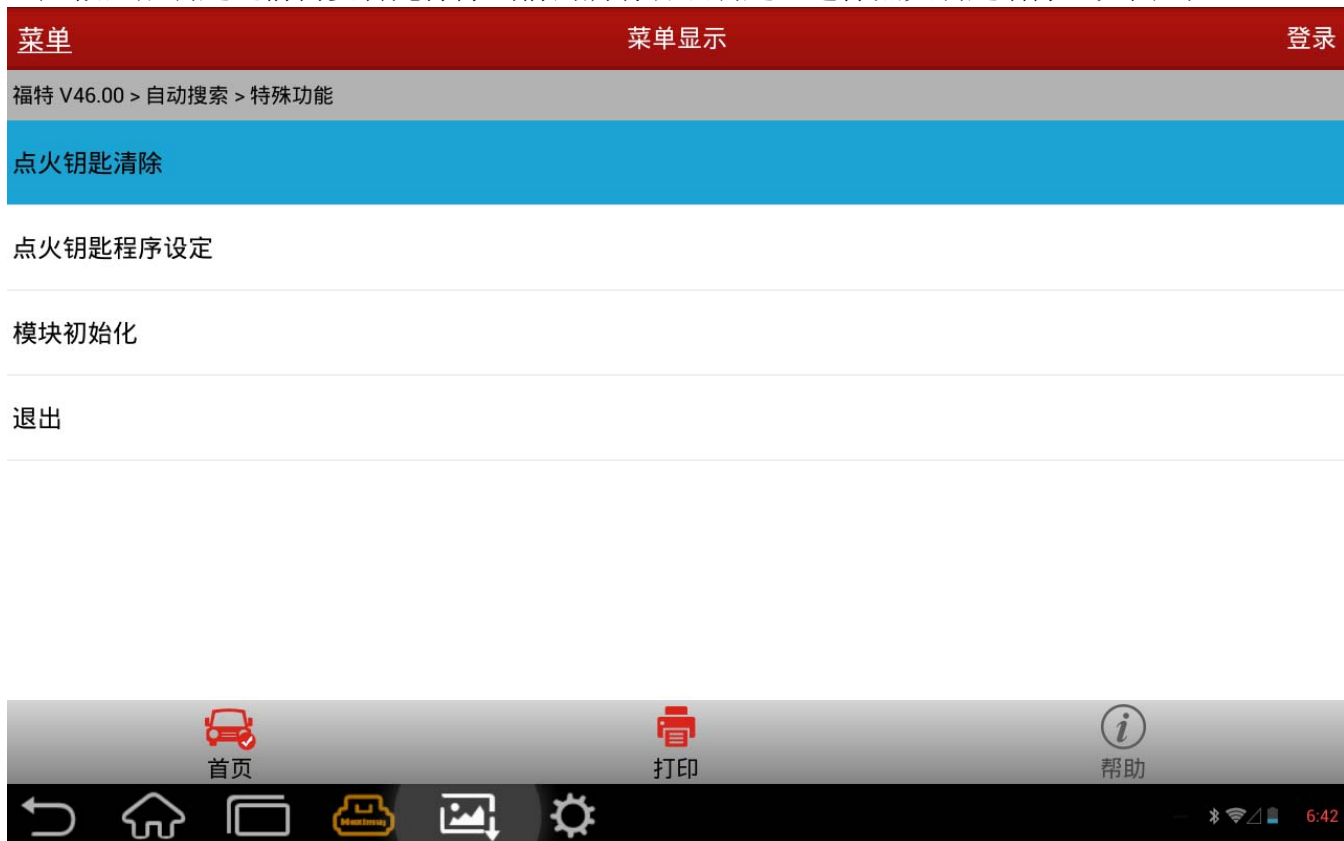 菜单 菜单显示 登录
福特 V46.00 > 自动搜索 > 特殊功能
点火钥匙清除
点火钥匙程序设定
模块初始化
退出
首页 打印 帮助
6:42